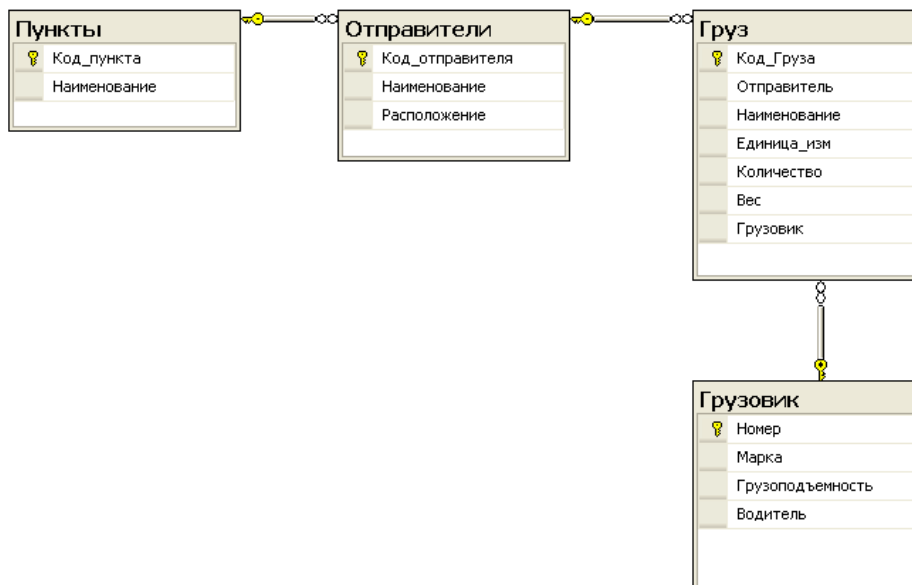 Пункты
Код_пункта
Наименование
Отправители
Код_отправителя
Наименование
Расположение
Груз
Код_Груза
Отправитель
Наименование
Единица_изм
Количество
Вес
Грузовик
Грузовик
Номер
Марка
Грузоподъемность
Водитель